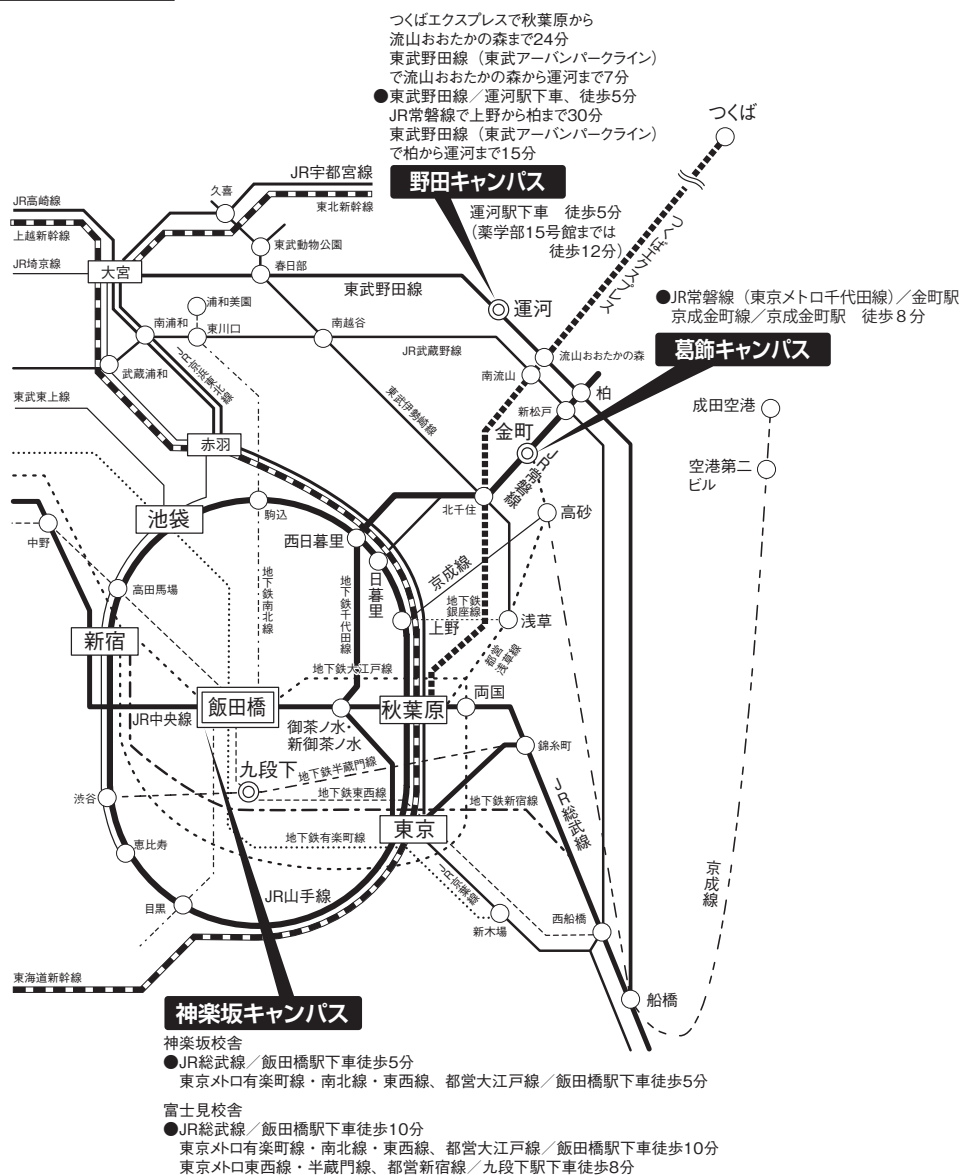 つくばエクスプレスで秋葉原から
流山おおたかの森まで24分
東武野田線（東武アーバンパークライン）
で流山おおたかの森から運河まで7分
●東武野田線／運河駅下車、徒歩5分
JR常磐線で上野から柏まで30分
東武野田線（東武アーバンパークライン）
で柏から運河まで15分
つくば
野田キャンパス
運河駅下車　徒歩5分
（薬学部15号館までは
徒歩12分）
JR宇都宮線
久喜
東北新幹線
JR高崎線
上越新幹線
JR埼京線
大宮
東武動物公園
春日部
東武野田線
運河
つくばエクスプレス
●JR常磐線（東京メトロ千代田線）／金町駅
京成金町線／京成金町駅　徒歩８分
葛飾キャンパス
浦和美園
南浦和
東川口
南越谷
JR武蔵野線
流山おおたかの森
南流山
武蔵浦和
JR京浜東北線
東武伊勢崎線
柏
新松戸
成田空港
東武東上線
金町
赤羽
JR常磐線
空港第二
ビル
池袋
駒込
北千住
高砂
中野
西日暮里
日暮里
京成線
高田馬場
地下鉄南北線
地下鉄千代田線
地下鉄
銀座線
上野
浅草
新宿
都営
浅草線
地下鉄大江戸線
飯田橋
JR中央線
御茶ノ水・
新御茶ノ水
秋葉原
両国
錦糸町
九段下
地下鉄半蔵門線
地下鉄東西線
地下鉄新宿線
渋谷
JR総武線
東京
地下鉄有楽町線
恵比寿
JR京葉線
京成線
目黒
JR山手線
新木場
西船橋
東海道新幹線
船橋
神楽坂キャンパス
神楽坂校舎
●JR総武線／飯田橋駅下車徒歩5分
東京メトロ有楽町線・南北線・東西線、都営大江戸線／飯田橋駅下車徒歩5分
富士見校舎
●JR総武線／飯田橋駅下車徒歩10分
東京メトロ有楽町線・南北線・東西線、都営大江戸線／飯田橋駅下車徒歩10分
東京メトロ東西線・半蔵門線、都営新宿線／九段下駅下車徒歩8分